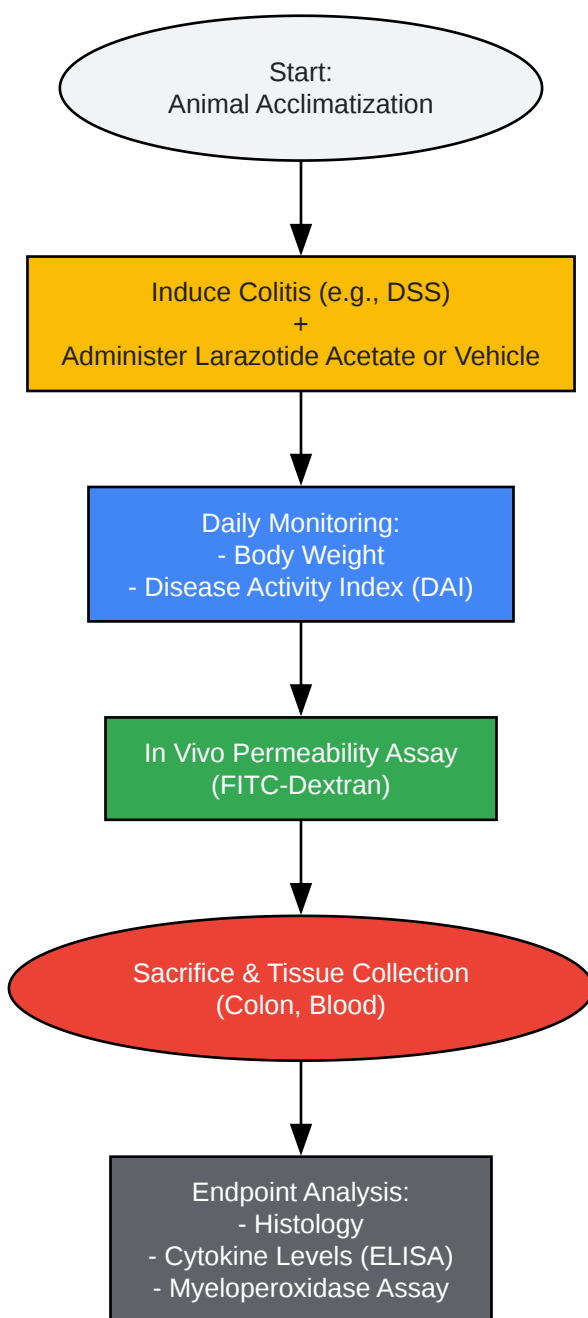 Start:
Animal Acclimatization
Induce Colitis (e.g., DSS)
+
Administer Larazotide Acetate or Vehicle
Daily Monitoring:
- Body Weight
- Disease Activity Index (DAI)
In Vivo Permeability Assay
(FITC-Dextran)
Sacrifice & Tissue Collection
(Colon, Blood)
Endpoint Analysis:
- Histology
- Cytokine Levels (ELISA)
- Myeloperoxidase Assay